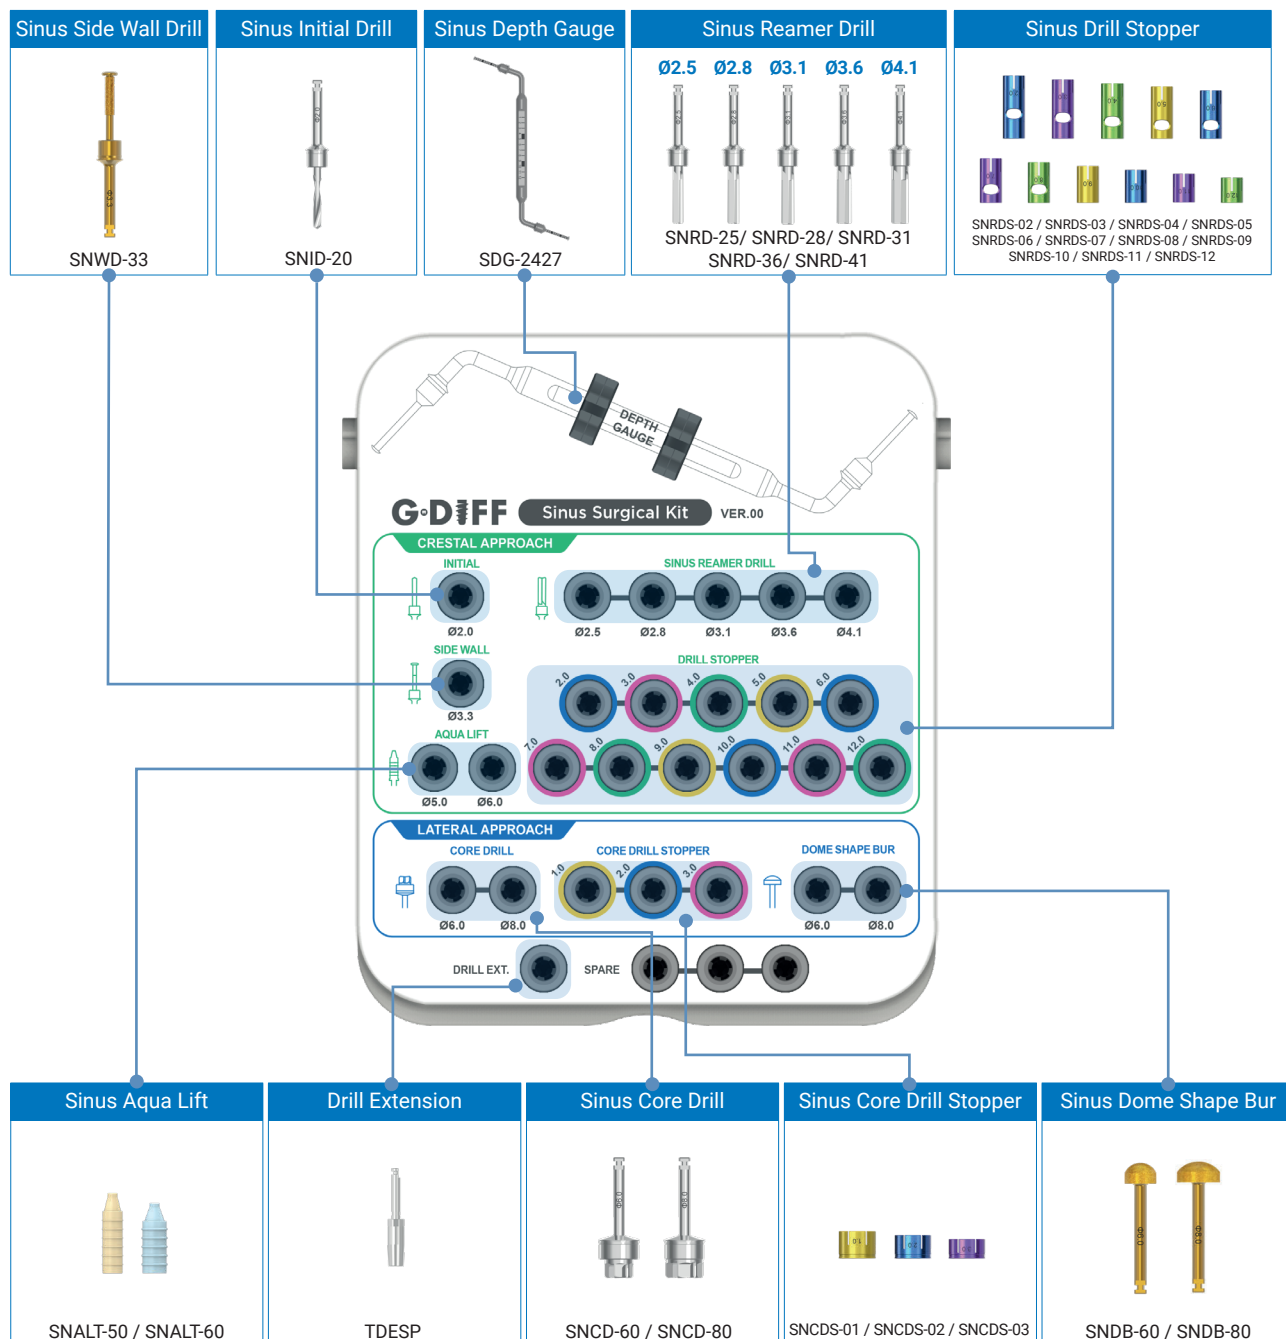 Sinus Side Wall Drill
Sinus Initial Drill
Sinus Depth Gauge
Sinus Reamer Drill
Sinus Drill Stopper
Ø2.5 Ø2.8 Ø3.1 Ø3.6 Ø4.1
SNWD-33
SNID-20
SDG-2427
SNRD-25/ SNRD-28/ SNRD-31
SNRD-36/ SNRD-41
SNRDS-02 / SNRDS-03 / SNRDS-04 / SNRDS-05
SNRDS-06 / SNRDS-07 / SNRDS-08 / SNRDS-09
SNRDS-10 / SNRDS-11 / SNRDS-12
DEPTH
GAUGE
G·DIFF Sinus Surgical Kit VER.00
CRESTAL APPROACH
INITIAL
Ø2.0
SINUS REAMER DRILL
Ø2.5 Ø2.8 Ø3.1 Ø3.6 Ø4.1
SIDE WALL
Ø3.3
DRILL STOPPER
2.0 3.0 4.0 5.0 6.0
7.0 8.0 9.0 10.0 11.0 12.0
AQUA LIFT
Ø5.0 Ø6.0
LATERAL APPROACH
CORE DRILL
Ø6.0 Ø8.0
CORE DRILL STOPPER
1.0 2.0 3.0
DOME SHAPE BUR
Ø6.0 Ø8.0
DRILL EXT.
SPARE
Sinus Aqua Lift
Drill Extension
Sinus Core Drill
Sinus Core Drill Stopper
Sinus Dome Shape Bur
Φ6.0
Φ8.0
SNALT-50 / SNALT-60
TDESP
SNCD-60 / SNCD-80
SNCDS-01 / SNCDS-02 / SNCDS-03
SNDB-60 / SNDB-80